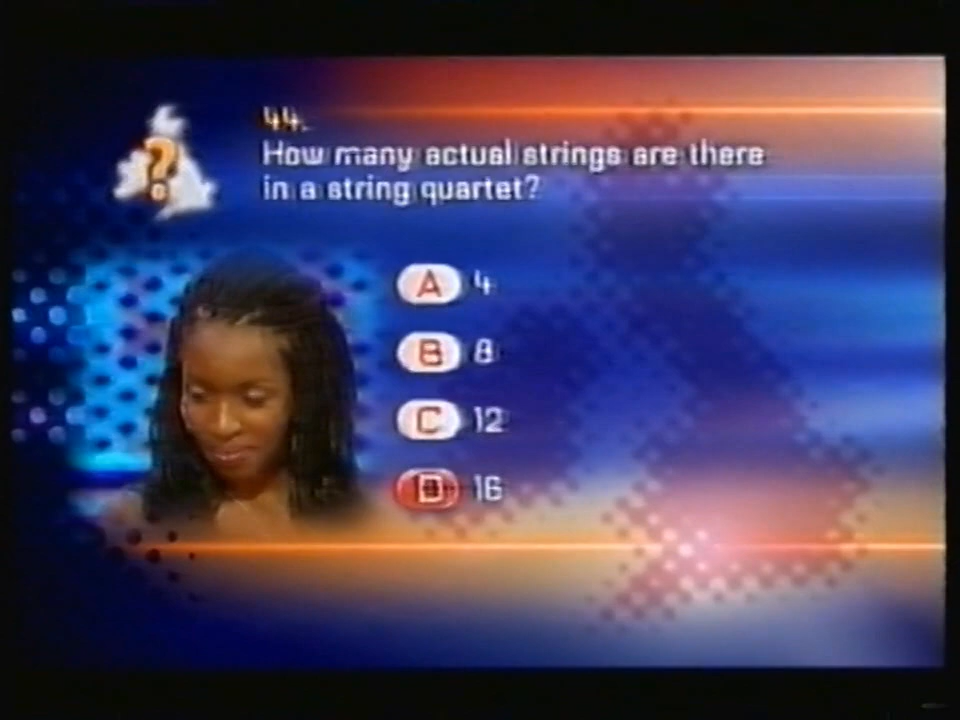 ?
44.
How many actual strings are there
in a string quartet?
A 4
B 8
C 12
D 16